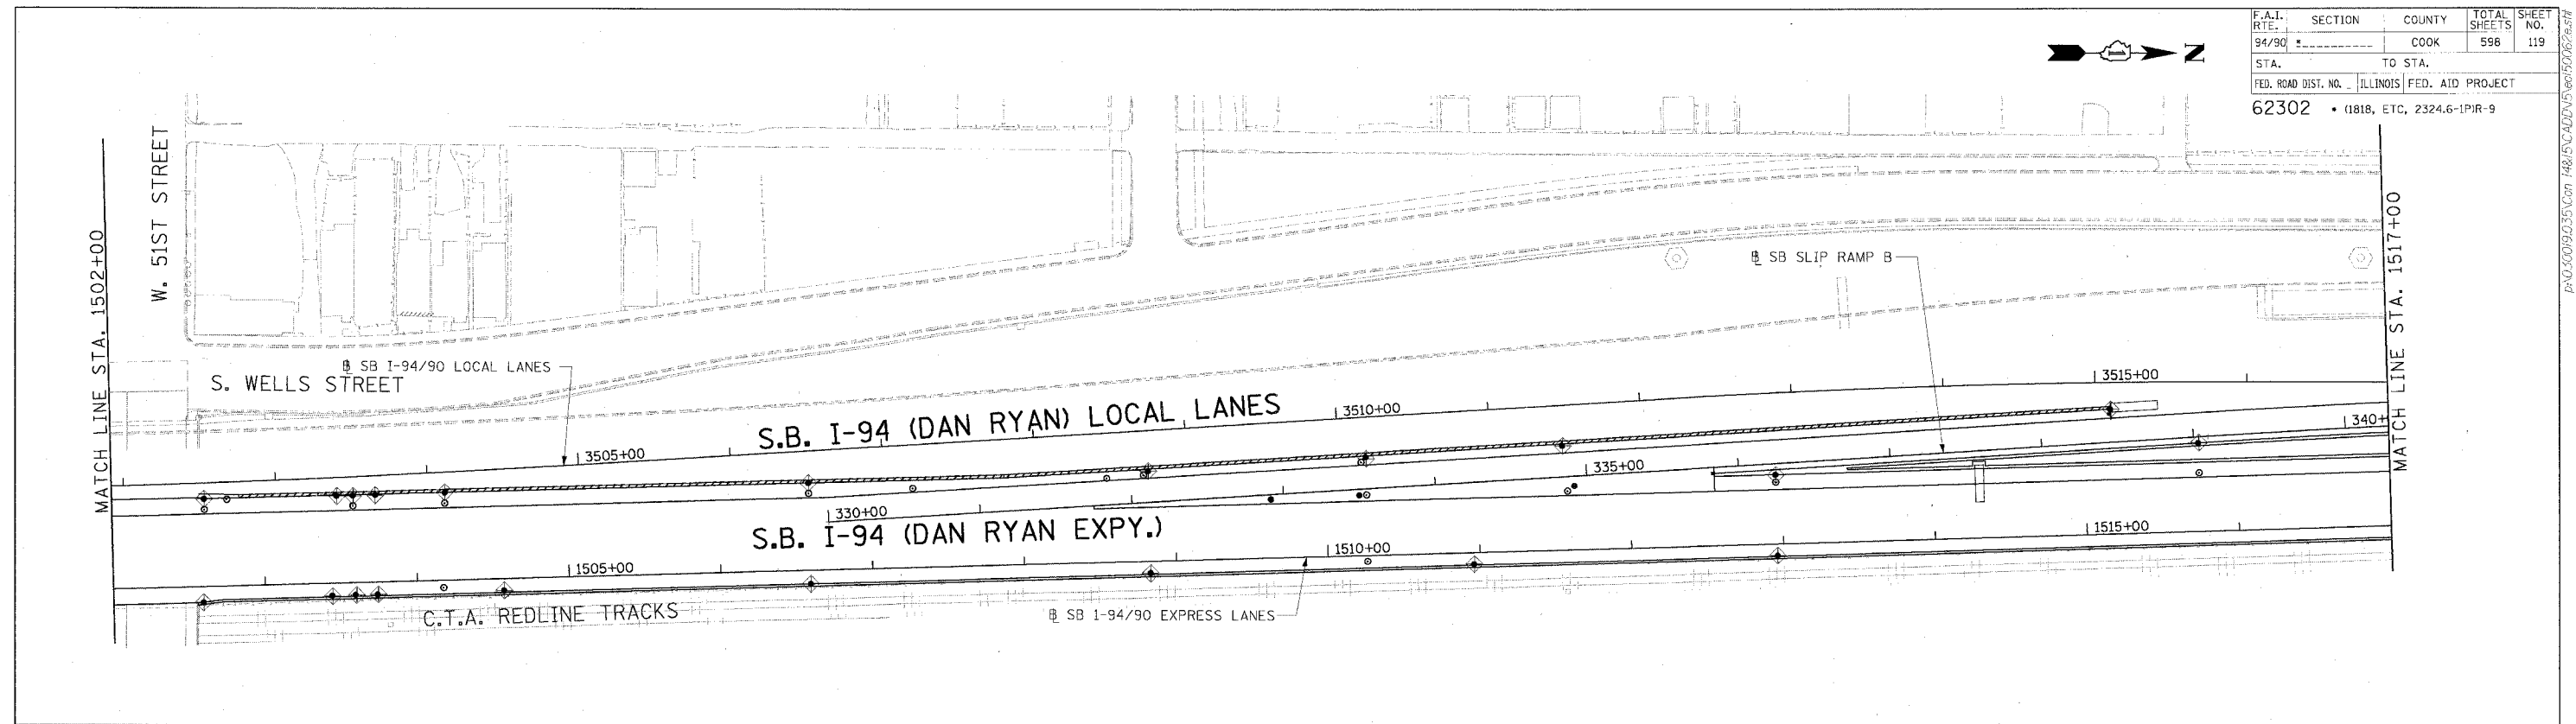 F.A.I. RTE. SECTION COUNTY TOTAL SHEETS SHEET NO.
94/90 * COOK 598 119
STA. TO STA.
FED. ROAD DIST. NO. _ ILLINOIS FED. AID PROJECT
62302 * (1818, ETC, 2324.6-1P)R-9
N
MATCH LINE STA. 1502+00
W. 51ST STREET
S. WELLS STREET
℄ SB I-94/90 LOCAL LANES
℄ SB SLIP RAMP B
MATCH LINE STA. 1517+00
3505+00
S.B. I-94 (DAN RYAN) LOCAL LANES
3510+00
3515+00
330+00
335+00
340+
S.B. I-94 (DAN RYAN EXPY.)
1505+00
1510+00
1515+00
C.T.A. REDLINE TRACKS
℄ SB I-94/90 EXPRESS LANES